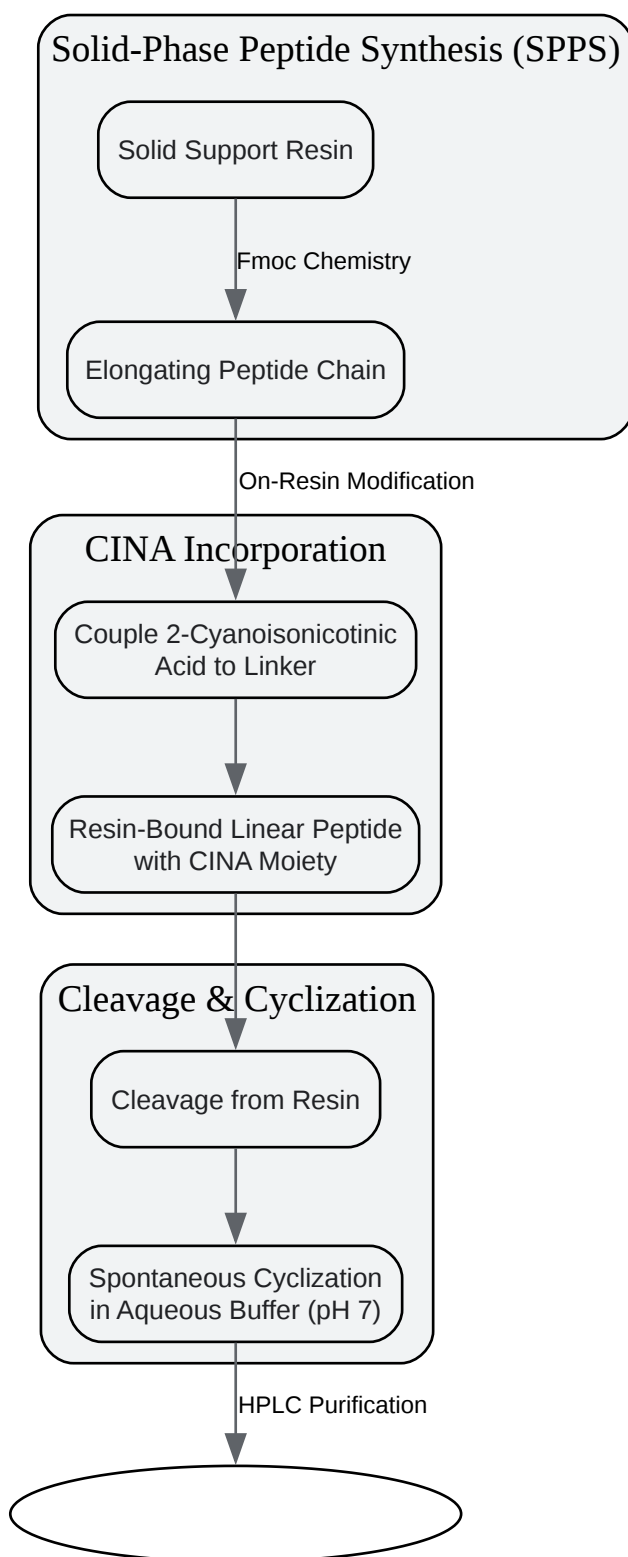 Solid-Phase Peptide Synthesis (SPPS)
Solid Support Resin
Fmoc Chemistry
Elongating Peptide Chain
On-Resin Modification
CINA Incorporation
Couple 2-Cyanoisonicotinic
Acid to Linker
Resin-Bound Linear Peptide
with CINA Moiety
Cleavage & Cyclization
Cleavage from Resin
Spontaneous Cyclization
in Aqueous Buffer (pH 7)
HPLC Purification